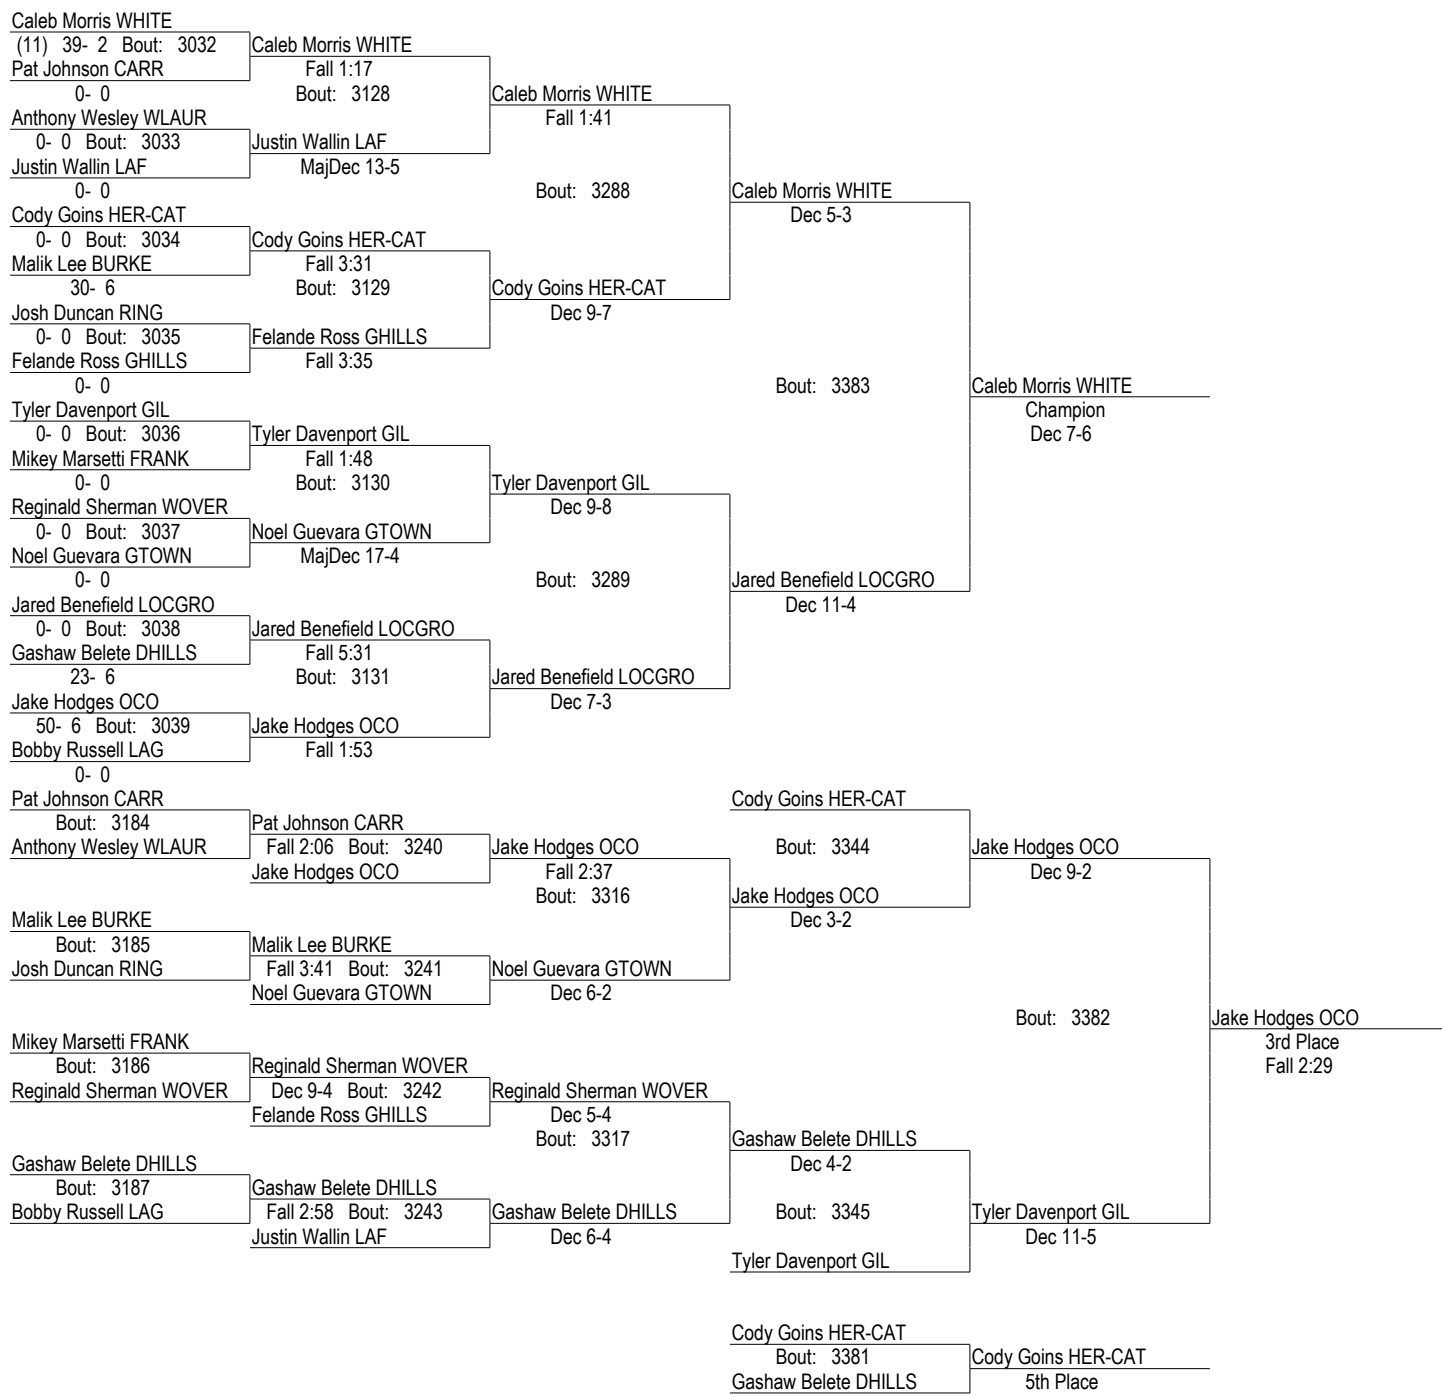 Caleb Morris WHITE
(11) 39- 2 Bout: 3032 Caleb Morris WHITE
Pat Johnson CARR Fall 1:17
0- 0 Bout: 3128 Caleb Morris WHITE
Anthony Wesley WLAUR Fall 1:41
0- 0 Bout: 3033 Justin Wallin LAF
Justin Wallin LAF MajDec 13-5
0- 0 Bout: 3288 Caleb Morris WHITE
Cody Goins HER-CAT Dec 5-3
0- 0 Bout: 3034 Cody Goins HER-CAT
Malik Lee BURKE Fall 3:31
30- 6 Bout: 3129 Cody Goins HER-CAT
Josh Duncan RING Dec 9-7
0- 0 Bout: 3035 Felande Ross GHILLS
Felande Ross GHILLS Fall 3:35
0- 0 Bout: 3383 Caleb Morris WHITE
Tyler Davenport GIL Champion
0- 0 Bout: 3036 Tyler Davenport GIL Dec 7-6
Mikey Marsetti FRANK Fall 1:48
0- 0 Bout: 3130 Tyler Davenport GIL
Reginald Sherman WOVER Dec 9-8
0- 0 Bout: 3037 Noel Guevara GTOWN
Noel Guevara GTOWN MajDec 17-4
0- 0 Bout: 3289 Jared Benefield LOCGRO
Jared Benefield LOCGRO Dec 11-4
0- 0 Bout: 3038 Jared Benefield LOCGRO
Gashaw Belete DHILLS Fall 5:31
23- 6 Bout: 3131 Jared Benefield LOCGRO
Jake Hodges OCO Dec 7-3
50- 6 Bout: 3039 Jake Hodges OCO
Bobby Russell LAG Fall 1:53
0- 0
Pat Johnson CARR Cody Goins HER-CAT
Bout: 3184 Pat Johnson CARR
Anthony Wesley WLAUR Fall 2:06 Bout: 3240 Jake Hodges OCO Bout: 3344 Jake Hodges OCO
Jake Hodges OCO Fall 2:37 Dec 9-2
Bout: 3316 Jake Hodges OCO
Malik Lee BURKE Dec 3-2
Bout: 3185 Malik Lee BURKE
Josh Duncan RING Fall 3:41 Bout: 3241 Noel Guevara GTOWN
Noel Guevara GTOWN Dec 6-2
Bout: 3382 Jake Hodges OCO
Mikey Marsetti FRANK 3rd Place
Bout: 3186 Reginald Sherman WOVER Fall 2:29
Reginald Sherman WOVER Dec 9-4 Bout: 3242 Reginald Sherman WOVER
Felande Ross GHILLS Dec 5-4
Bout: 3317 Gashaw Belete DHILLS
Gashaw Belete DHILLS Dec 4-2
Bout: 3187 Gashaw Belete DHILLS
Bobby Russell LAG Fall 2:58 Bout: 3243 Gashaw Belete DHILLS Bout: 3345 Tyler Davenport GIL
Justin Wallin LAF Dec 6-4 Dec 11-5
Tyler Davenport GIL
Cody Goins HER-CAT
Bout: 3381 Cody Goins HER-CAT
Gashaw Belete DHILLS 5th Place